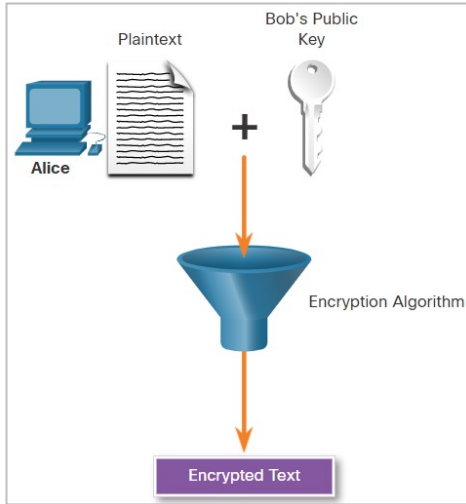 Plaintext
Bob's Public
Key
+
Alice
Encryption Algorithm
Encrypted Text